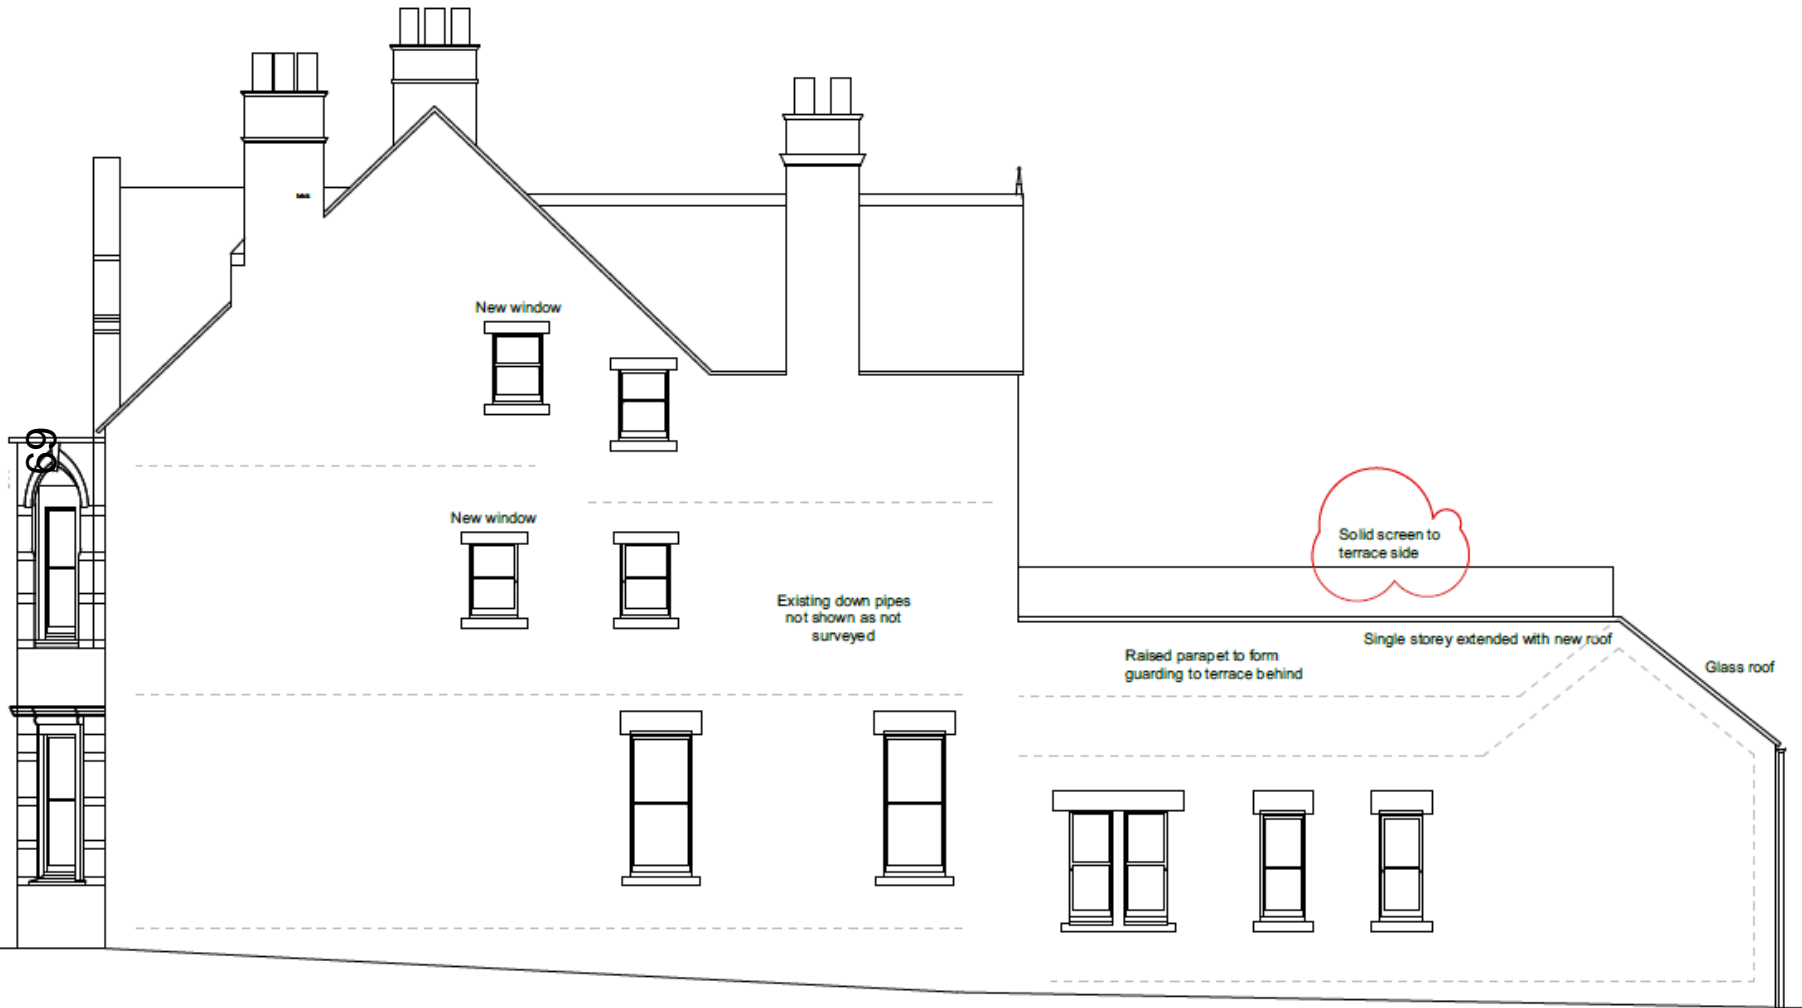 New window
69
New window
Solid screen to
terrace side
Existing down pipes
not shown as not
surveyed
Single storey extended with new roof
Raised parapet to form
guarding to terrace behind
Glass roof